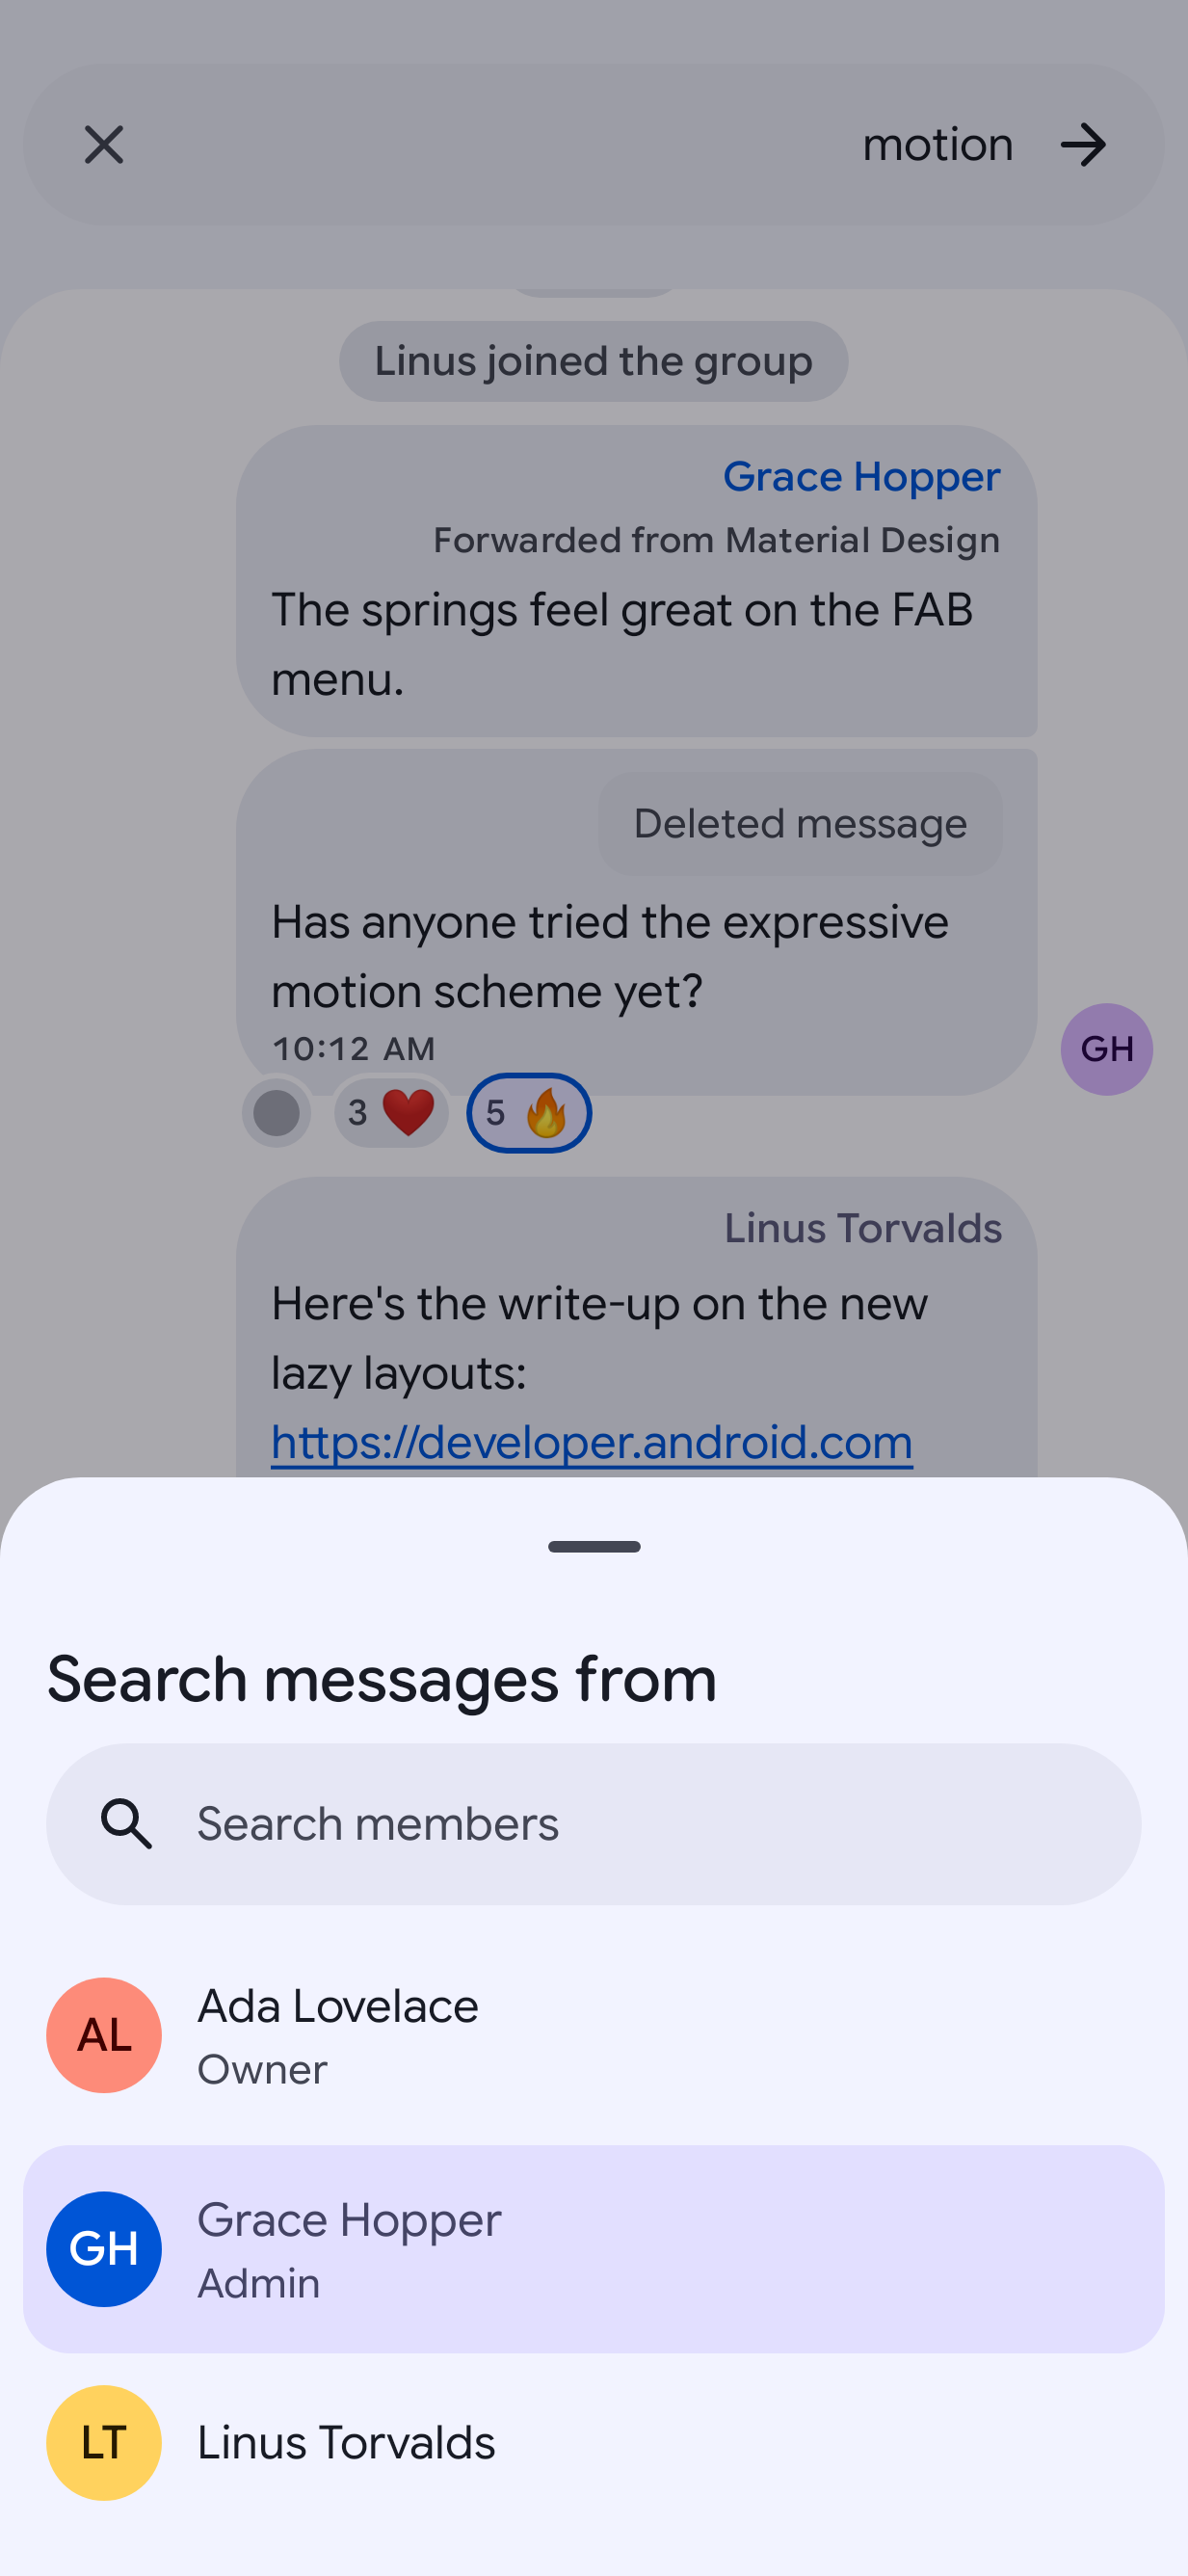 motion
Linus joined the group
Grace Hopper
Forwarded from Material Design
The springs feel great on the FAB
menu.
Deleted message
Has anyone tried the expressive
motion scheme yet?
10:12 AM
GH
3 ❤️ 5 🔥
Linus Torvalds
Here's the write-up on the new
lazy layouts:
https://developer.android.com
Search messages from
Search members
AL
Ada Lovelace
Owner
GH
Grace Hopper
Admin
LT
Linus Torvalds